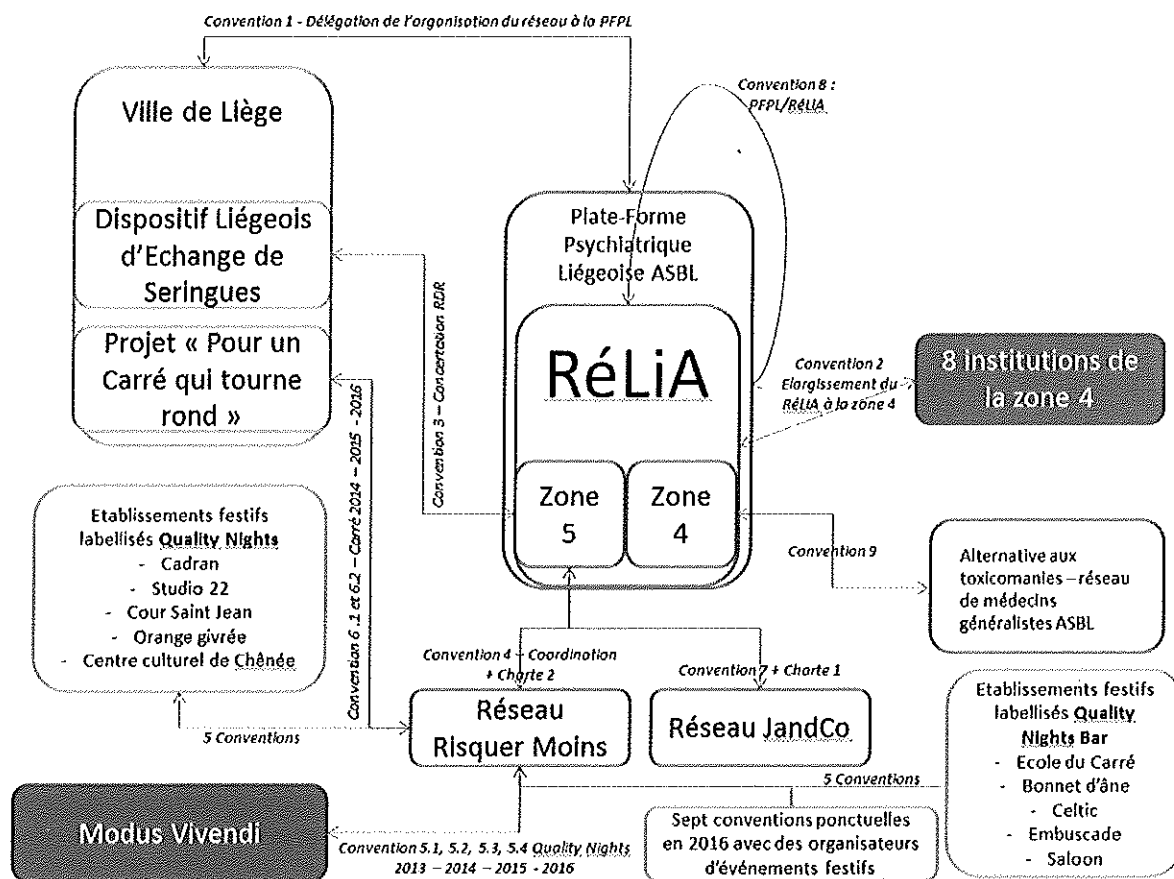 Convention 1 - Délégation de l'organisation du réseau à la PFPL
Ville de Liège
Dispositif Liégeois
d'Echange de
Seringues
Projet « Pour un
Carré qui tourne
rond »
Convention 8 :
PFPL/RéLIA
Plate-Forme
Psychiatrique
Liégeoise ASBL
RéLiA
Zone
5
Zone
4
Convention 2
Elargissement du
RéLIA à la zone 4
8 institutions de
la zone 4
Convention 3 – Concertation RDR
Convention 6 .1 et 6.2 – Carré 2014 – 2015 - 2016
Etablissements festifs
labellisés Quality Nights
- Cadran
- Studio 22
- Cour Saint Jean
- Orange givrée
- Centre culturel de Chênée
Convention 9
Alternative aux
toxicomanies – réseau
de médecins
généralistes ASBL
Convention 4 – Coordination
+ Charte 2
Convention 7 + Charte 1
Réseau
Risquer Moins
Réseau JandCo
5 Conventions
Etablissements festifs
labellisés Quality
Nights Bar
- Ecole du Carré
- Bonnet d'âne
- Celtic
- Embuscade
- Saloon
5 Conventions
Modus Vivendi
Convention 5.1, 5.2, 5.3, 5.4 Quality Nights
2013 – 2014 – 2015 - 2016
Sept conventions ponctuelles
en 2016 avec des organisateurs
d'événements festifs